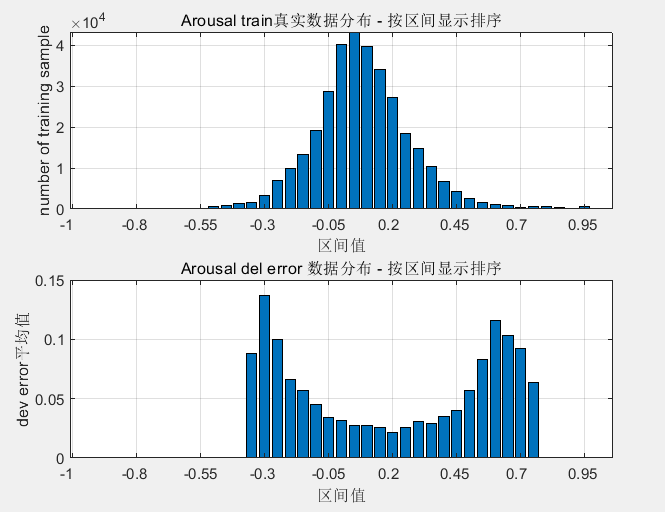 Arousal train真实数据分布 - 按区间显示排序
×10⁴
number of training sample
4
3
2
1
0
-1 -0.8 -0.55 -0.3 -0.05 0.2 0.45 0.7 0.95
区间值
Arousal del error 数据分布 - 按区间显示排序
dev error平均值
0.15
0.1
0.05
0
-1 -0.8 -0.55 -0.3 -0.05 0.2 0.45 0.7 0.95
区间值